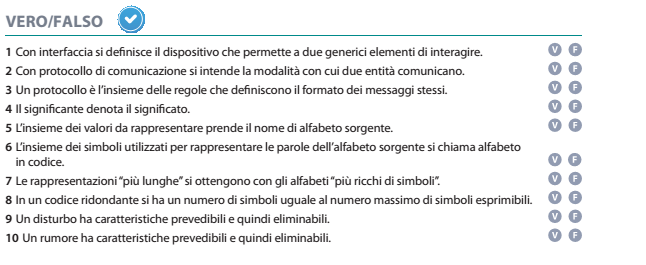 VERO/FALSO
1 Con interfaccia si definisce il dispositivo che permette a due generici elementi di interagire. V F
2 Con protocollo di comunicazione si intende la modalità con cui due entità comunicano. V F
3 Un protocollo è l'insieme delle regole che definiscono il formato dei messaggi stessi. V F
4 Il significante denota il significato. V F
5 L'insieme dei valori da rappresentare prende il nome di alfabeto sorgente. V F
6 L'insieme dei simboli utilizzati per rappresentare le parole dell'alfabeto sorgente si chiama alfabeto
in codice. V F
7 Le rappresentazioni "più lunghe" si ottengono con gli alfabeti "più ricchi di simboli". V F
8 In un codice ridondante si ha un numero di simboli uguale al numero massimo di simboli esprimibili. V F
9 Un disturbo ha caratteristiche prevedibili e quindi eliminabili. V F
10 Un rumore ha caratteristiche prevedibili e quindi eliminabili. V F